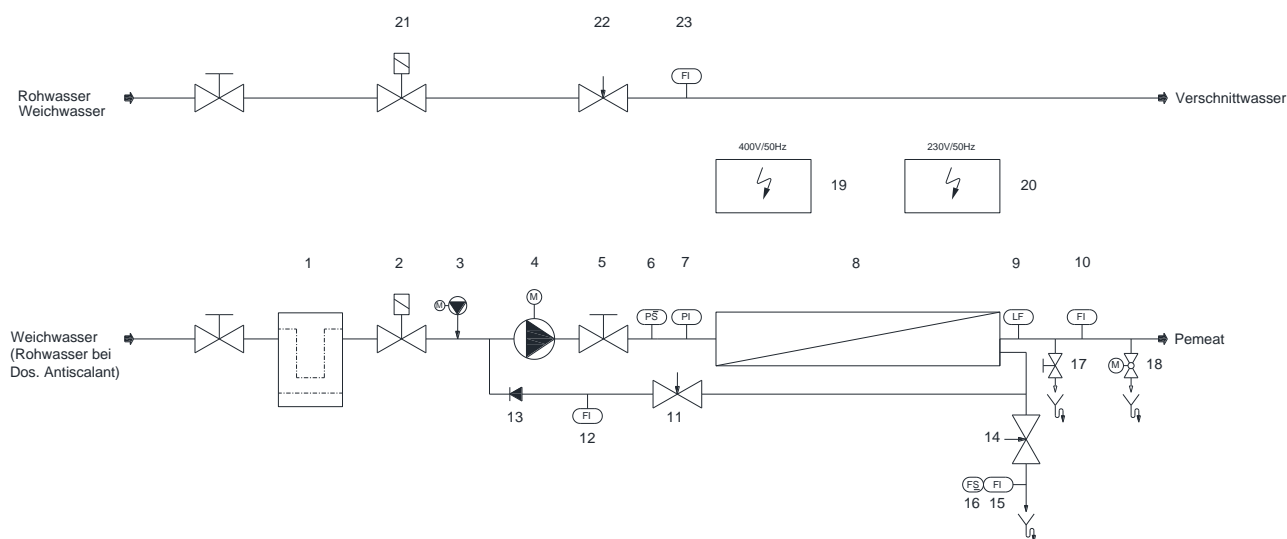 21
22
23
FI
Rohwasser
Weichwasser
Verschnittwasser
400V/50Hz
230V/50Hz
19
20
1
2
3
4
5
6
7
8
9
10
M
M
PS
PI
LF
FI
Weichwasser
(Rohwasser bei
Dos. Antiscalant)
Pemeat
M
17
18
13
FI
12
11
14
FS
FI
16
15